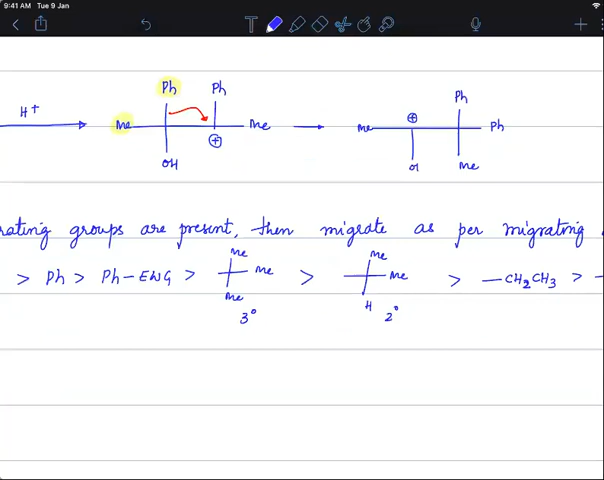 9:41 AM Tue 9 Jan
T
Ph Ph
H+ Me Me
⊕
OH
Ph
⊕
Me Ph
OH Me
rating groups are present, then migrate as per migrating
Me Me
> Ph > Ph-EWG > Me > Me > -CH2CH3 > -
Me H
3° 2°